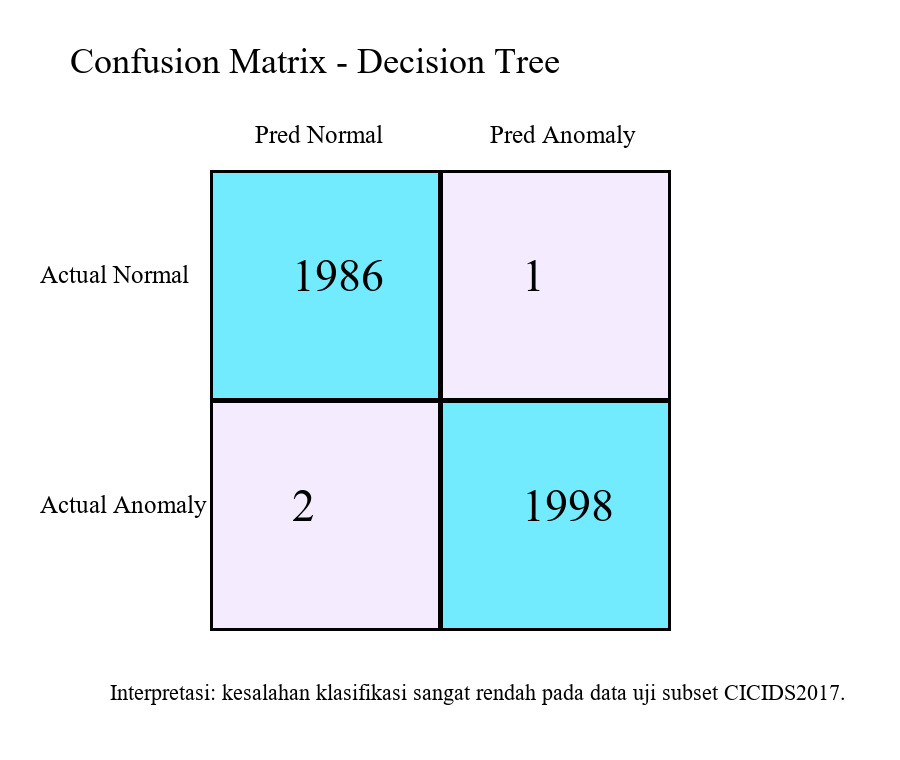 Confusion Matrix - Decision Tree
Pred Normal Pred Anomaly
Actual Normal 1986 1
Actual Anomaly 2 1998
Interpretasi: kesalahan klasifikasi sangat rendah pada data uji subset CICIDS2017.